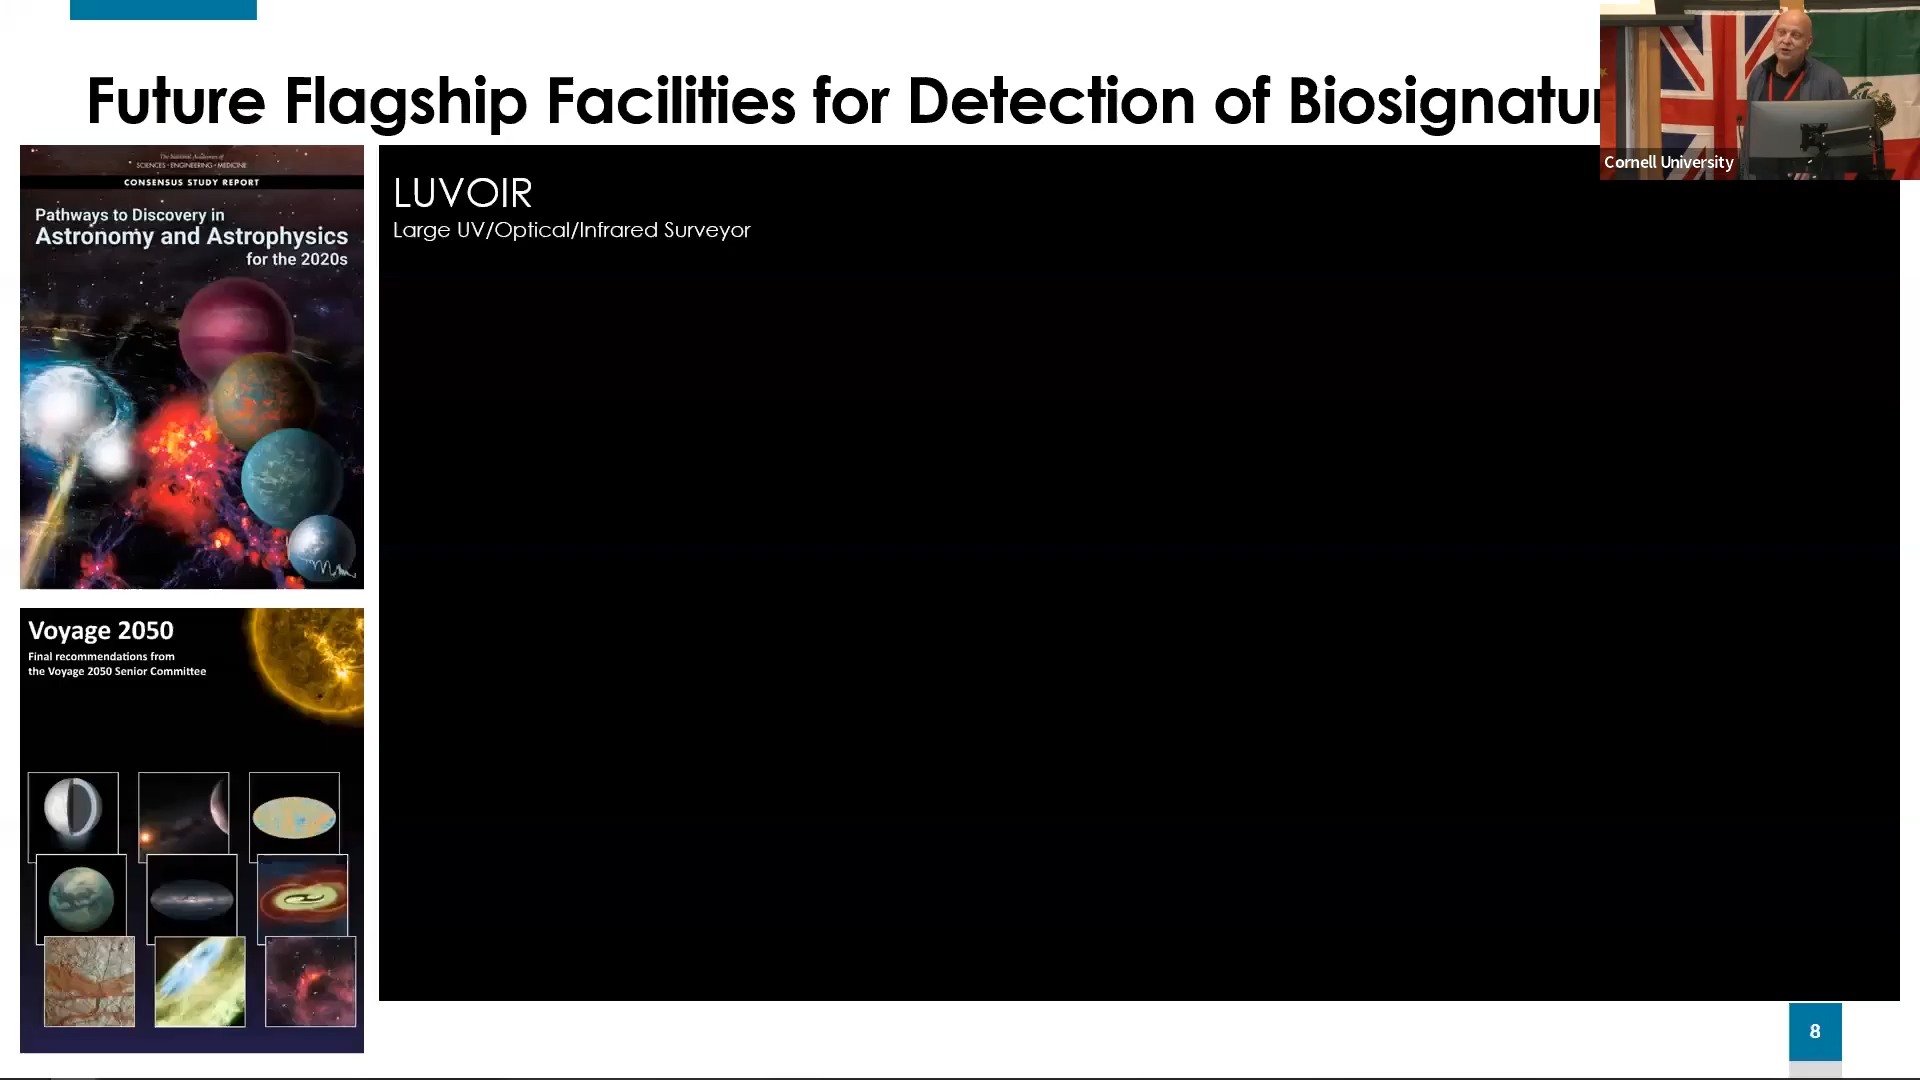 Future Flagship Facilities for Detection of Biosignatur
Cornell University
The National Academies of
SCIENCES · ENGINEERING · MEDICINE
CONSENSUS STUDY REPORT
Pathways to Discovery in
Astronomy and Astrophysics
for the 2020s
LUVOIR
Large UV/Optical/Infrared Surveyor
Voyage 2050
Final recommendations from
the Voyage 2050 Senior Committee
8